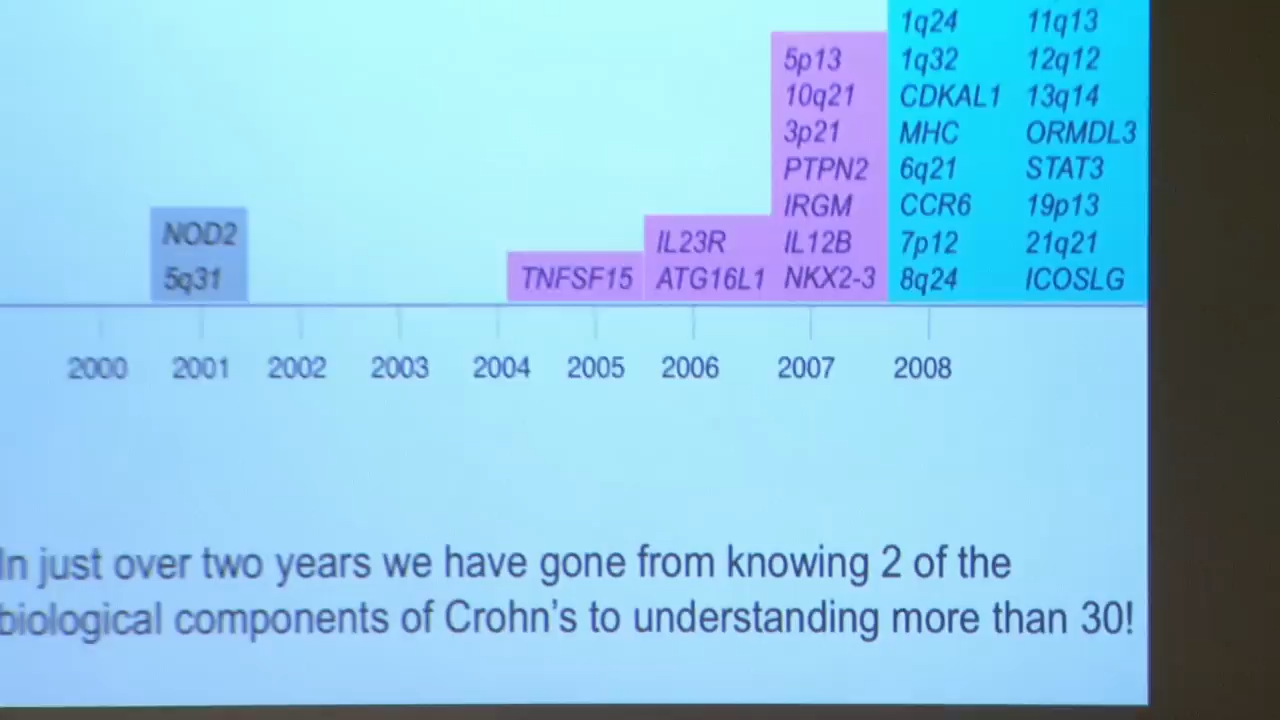 1q24 11q13
5p13 1q32 12q12
10q21 CDKAL1 13q14
3p21 MHC ORMDL3
PTPN2 6q21 STAT3
IRGM CCR6 19p13
NOD2 IL23R IL12B 7p12 21q21
5q31 TNFSF15 ATG16L1 NKX2-3 8q24 ICOSLG
2000 2001 2002 2003 2004 2005 2006 2007 2008
In just over two years we have gone from knowing 2 of the
biological components of Crohn's to understanding more than 30!